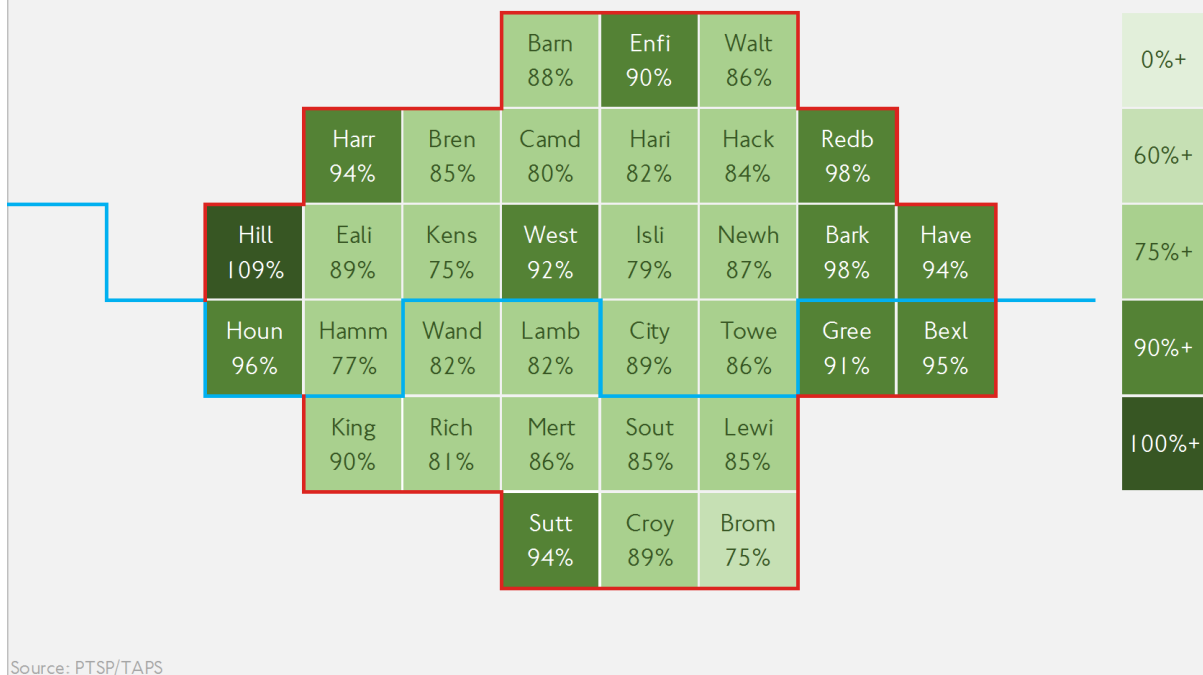 Barn Enfi Walt 0%+
88% 90% 86%
Harr Bren Camd Hari Hack Redb 60%+
94% 85% 80% 82% 84% 98%
Hill Eali Kens West Isli Newh Bark Have 75%+
109% 89% 75% 92% 79% 87% 98% 94%
Houn Hamm Wand Lamb City Towe Gree Bexl 90%+
96% 77% 82% 82% 89% 86% 91% 95%
King Rich Mert Sout Lewi 100%+
90% 81% 86% 85% 85%
Sutt Croy Brom
94% 89% 75%
Source: PTSP/TAPS